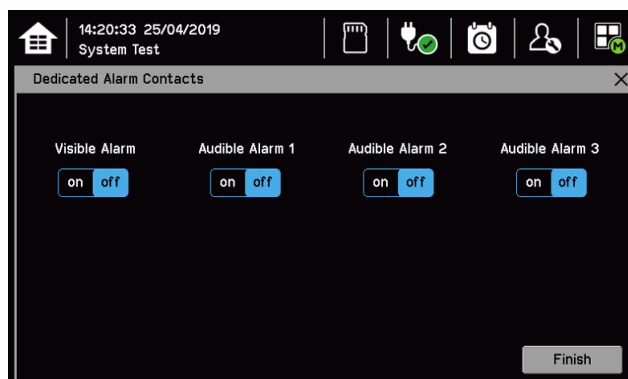 14:20:33 25/04/2019
System Test
M
Dedicated Alarm Contacts
Visible Alarm Audible Alarm 1 Audible Alarm 2 Audible Alarm 3
on off on off on off on off
Finish